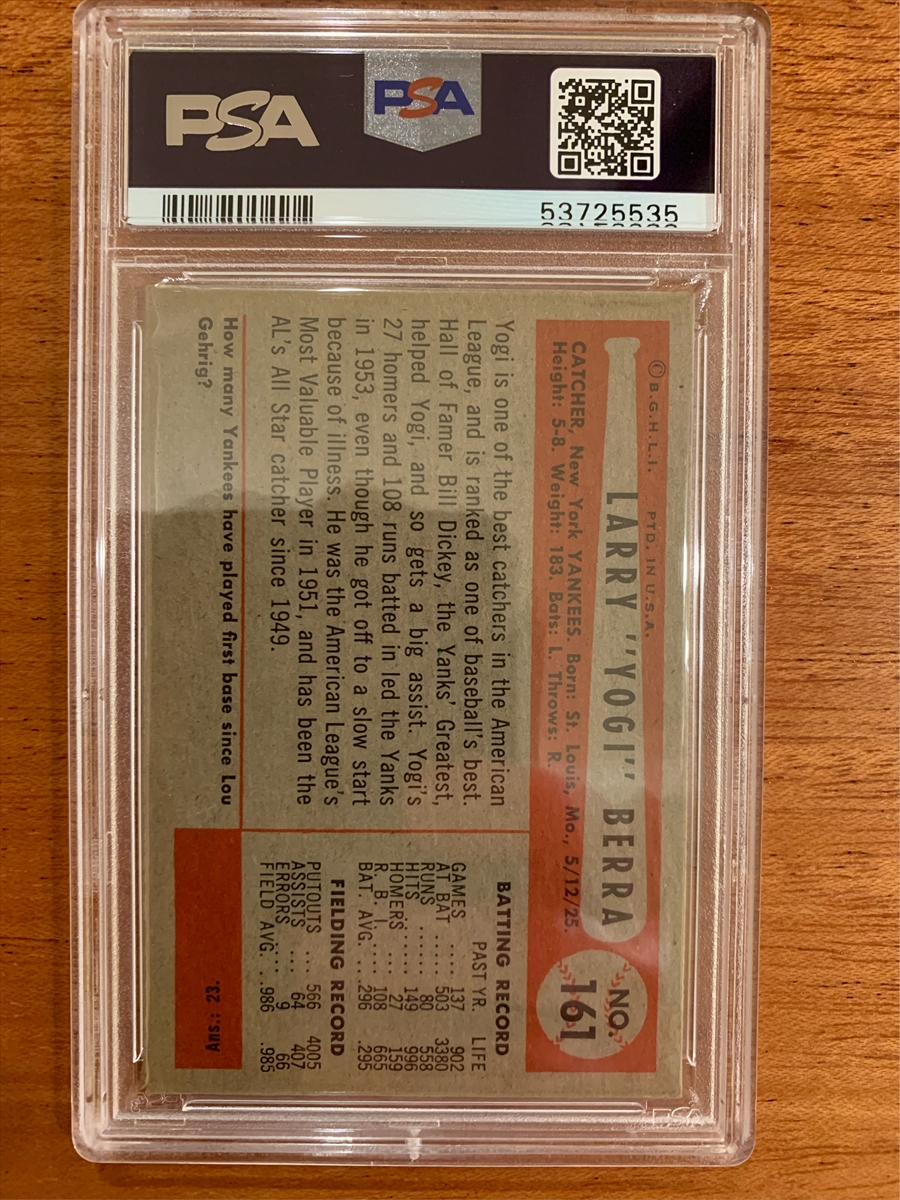 PSA
PSA
53725535
© B.G.H.L.I. PTD. IN U.S.A.
LARRY "YOGI" BERRA
NO.
161
CATCHER, New York YANKEES. Born: St. Louis, Mo., 5/12/25.
Height: 5-8. Weight: 183. Bats: L. Throws: R.
Yogi is one of the best catchers in the American
League, and is ranked as one of baseball's best.
Hall of Famer Bill Dickey, the Yanks' Greatest,
helped Yogi, and so gets a big assist. Yogi's
27 homers and 108 runs batted in led the Yanks
in 1953, even though he got off to a slow start
because of illness. He was the American League's
Most Valuable Player in 1951, and has been the
AL's All Star catcher since 1949.
How many Yankees have played first base since Lou
Gehrig?
BATTING RECORD
PAST YR. LIFE
GAMES .... 137 902
AT BAT .... 503 3380
RUNS ...... 80 558
HITS ...... 149 996
HOMERS .... 27 159
R. B. I. .... 108 665
BAT. AVG. ... .296 .295
FIELDING RECORD
PUTOUTS ... 566 4005
ASSISTS ... 64 407
ERRORS .... 9 66
FIELD AVG. ..986 .985
Ans.: 23.
PSA